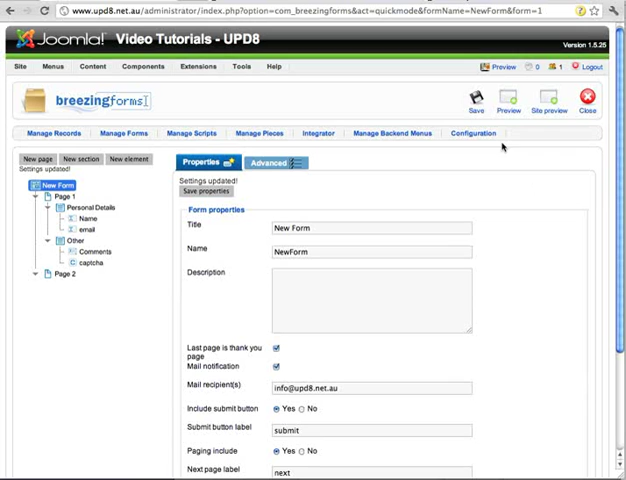 www.upd8.net.au/administrator/index.php?option=com_breezingforms&act=quickmode&formName=NewForm&form=1
Joomla! Video Tutorials - UPD8
Version 1.5.25
Site Menus Content Components Extensions Tools Help Preview 0 1 Logout
breezingforms
Save Preview Site preview Close
Manage Records Manage Forms Manage Scripts Manage Pieces Integrator Manage Backend Menus Configuration
New page New section New element
Settings updated!
New Form
Page 1
Personal Details
Name
email
Other
Comments
captcha
Page 2
Properties Advanced
Settings updated!
Save properties
Form properties
Title New Form
Name NewForm
Description
Last page is thank you
page
Mail notification
Mail recipient(s) info@upd8.net.au
Include submit button Yes No
Submit button label submit
Paging include Yes No
Next page label next